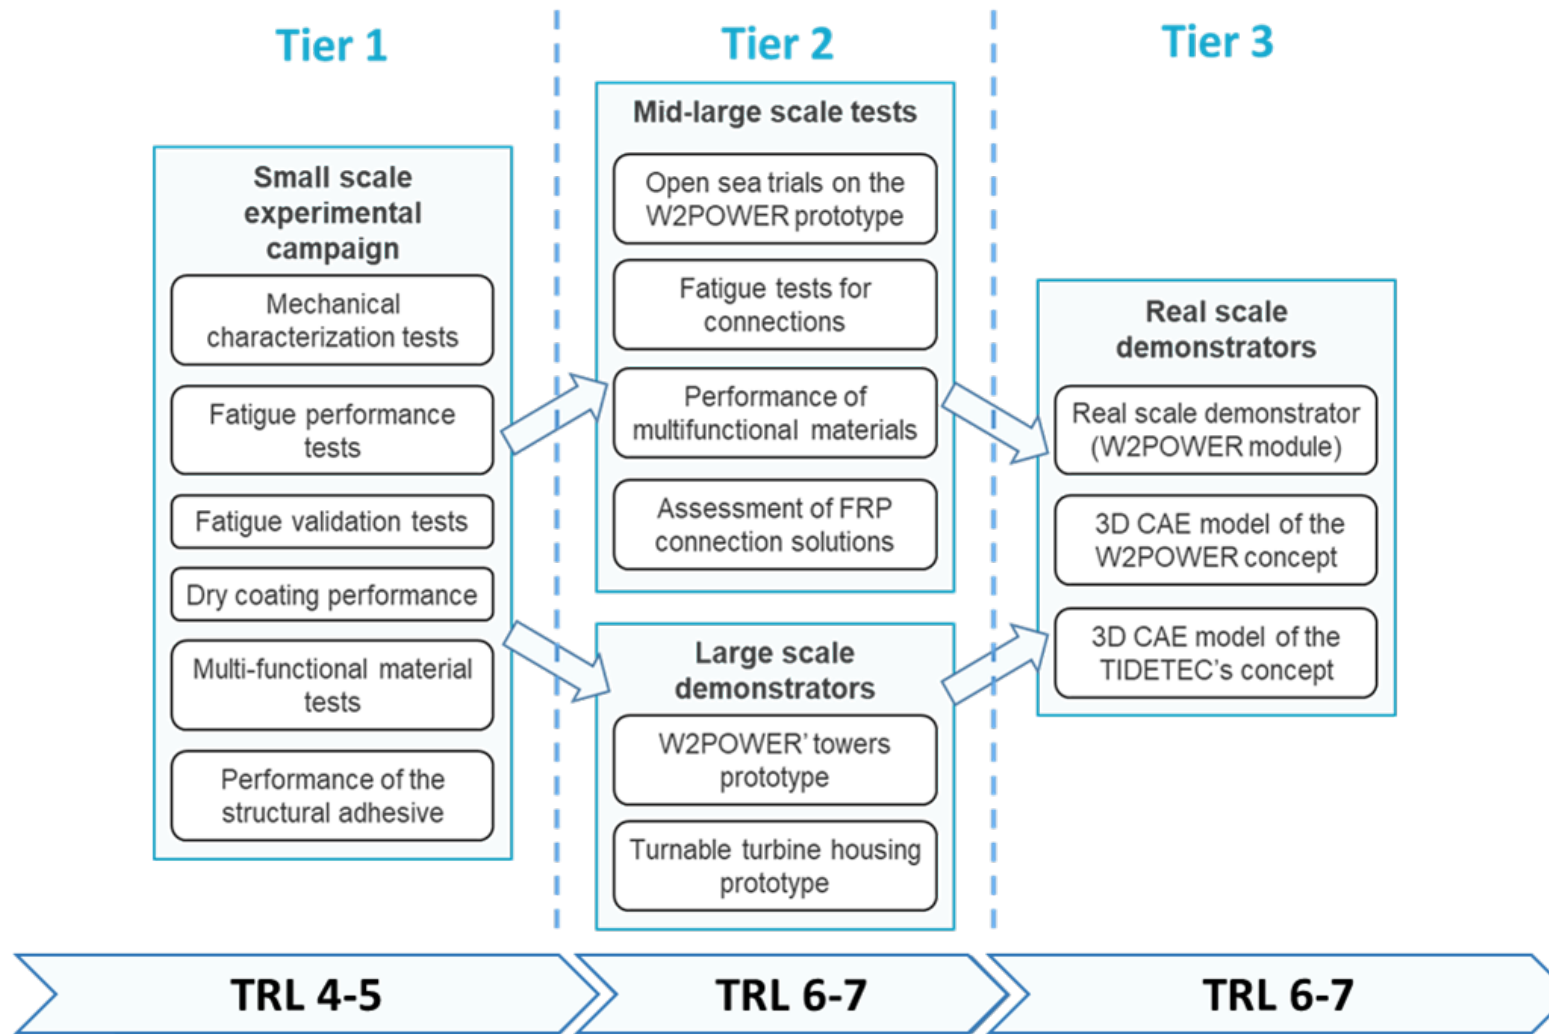 Tier 1
Small scale
experimental
campaign
Mechanical
characterization tests
Fatigue performance
tests
Fatigue validation tests
Dry coating performance
Multi-functional material
tests
Performance of the
structural adhesive
Tier 2
Mid-large scale tests
Open sea trials on the
W2POWER prototype
Fatigue tests for
connections
Performance of
multifunctional materials
Assessment of FRP
connection solutions
Large scale
demonstrators
W2POWER’ towers
prototype
Turnable turbine housing
prototype
Tier 3
Real scale
demonstrators
Real scale demonstrator
(W2POWER module)
3D CAE model of the
W2POWER concept
3D CAE model of the
TIDETEC’s concept
TRL 4-5
TRL 6-7
TRL 6-7